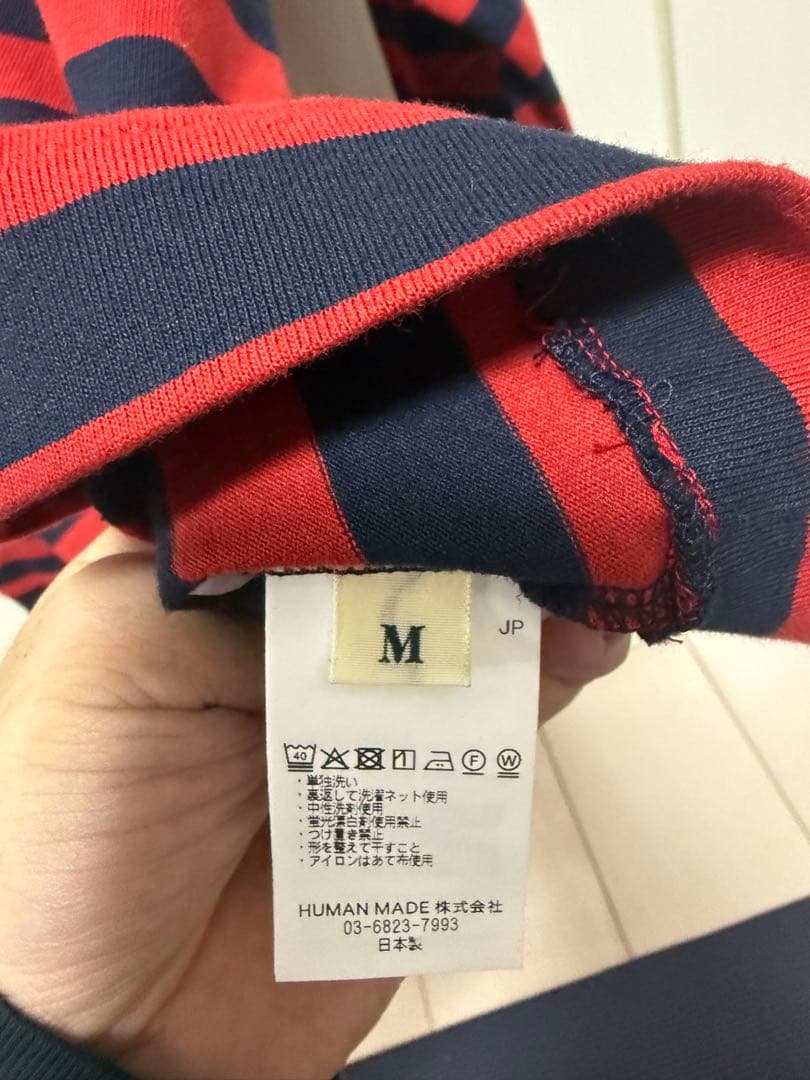 M
JP
40
F
W
・単独洗い
・裏返して洗濯ネット使用
・中性洗剤使用
・蛍光漂白剤使用禁止
・つけ置き禁止
・形を整えて干すこと
・アイロンはあて布使用
HUMAN MADE 株式会社
03-6823-7993
日本製